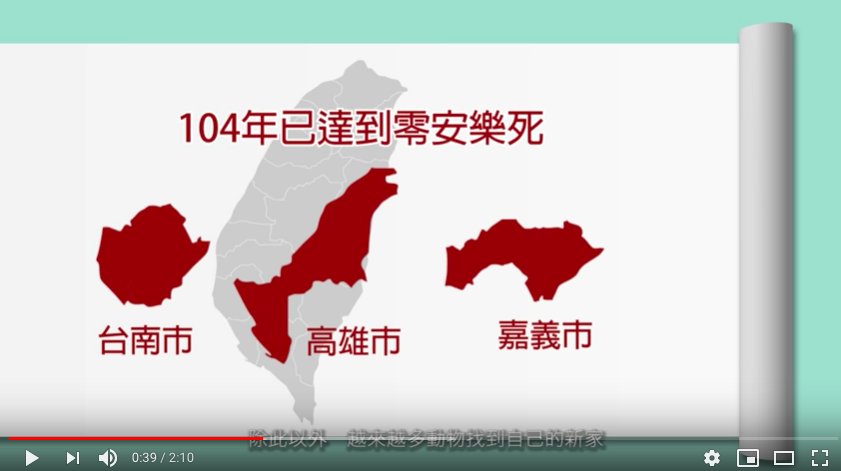 104年已達到零安樂死
台南市
高雄市
嘉義市
除此以外 越來越多動物找到自己的新家
0:39 / 2:10